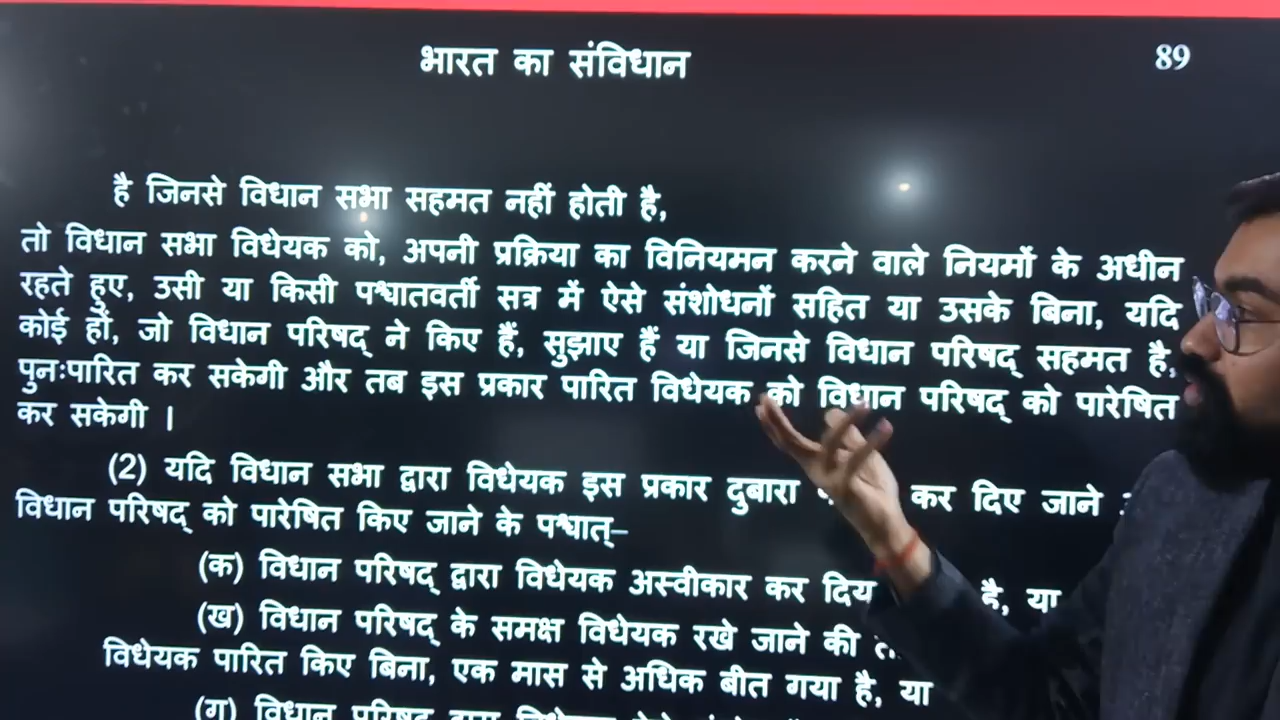 भारत का संविधान 89
है जिनसे विधान सभा सहमत नहीं होती है,
तो विधान सभा विधेयक को, अपनी प्रक्रिया का विनियमन करने वाले नियमों के अधीन
रहते हुए, उसी या किसी पश्चातवर्ती सत्र में ऐसे संशोधनों सहित या उसके बिना, यदि
कोई हों, जो विधान परिषद् ने किए हैं, सुझाए हैं या जिनसे विधान परिषद् सहमत है,
पुनःपारित कर सकेगी और तब इस प्रकार पारित विधेयक को विधान परिषद् को पारेषित
कर सकेगी ।
(2) यदि विधान सभा द्वारा विधेयक इस प्रकार दुबारा कर दिए जाने
विधान परिषद् को पारेषित किए जाने के पश्चात्–
(क) विधान परिषद् द्वारा विधेयक अस्वीकार कर है, या
(ख) विधान परिषद् के समक्ष विधेयक रखे जाने की
विधेयक पारित किए बिना, एक मास से अधिक बीत गया है, या
(ग) विधान परिषद् द्वारा विधेयक